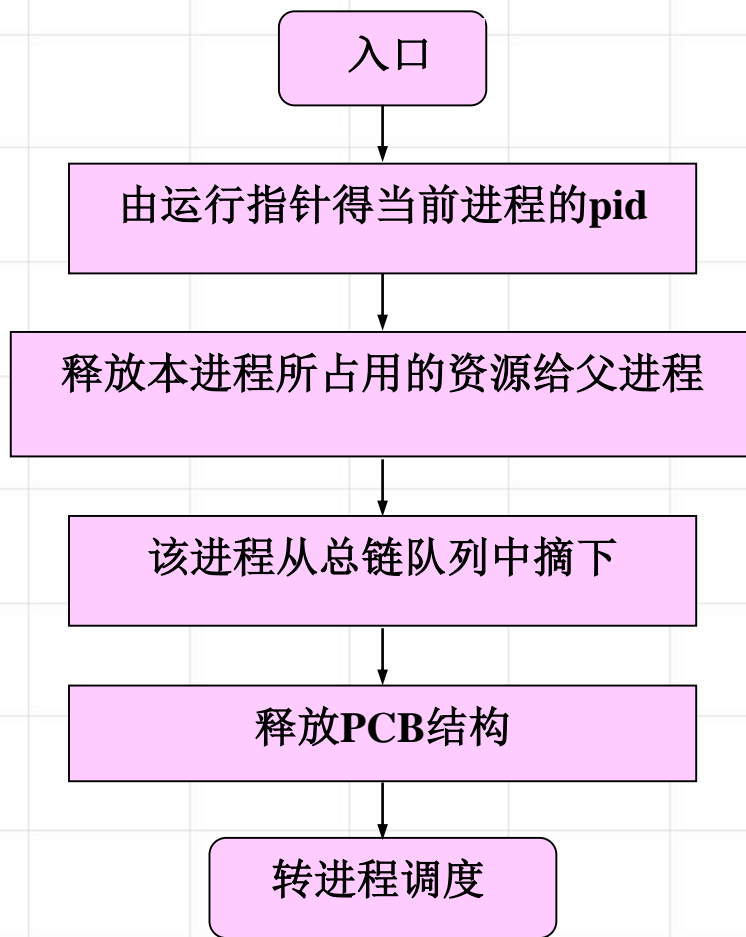 入口
由运行指针得当前进程的pid
释放本进程所占用的资源给父进程
该进程从总链队列中摘下
释放PCB结构
转进程调度